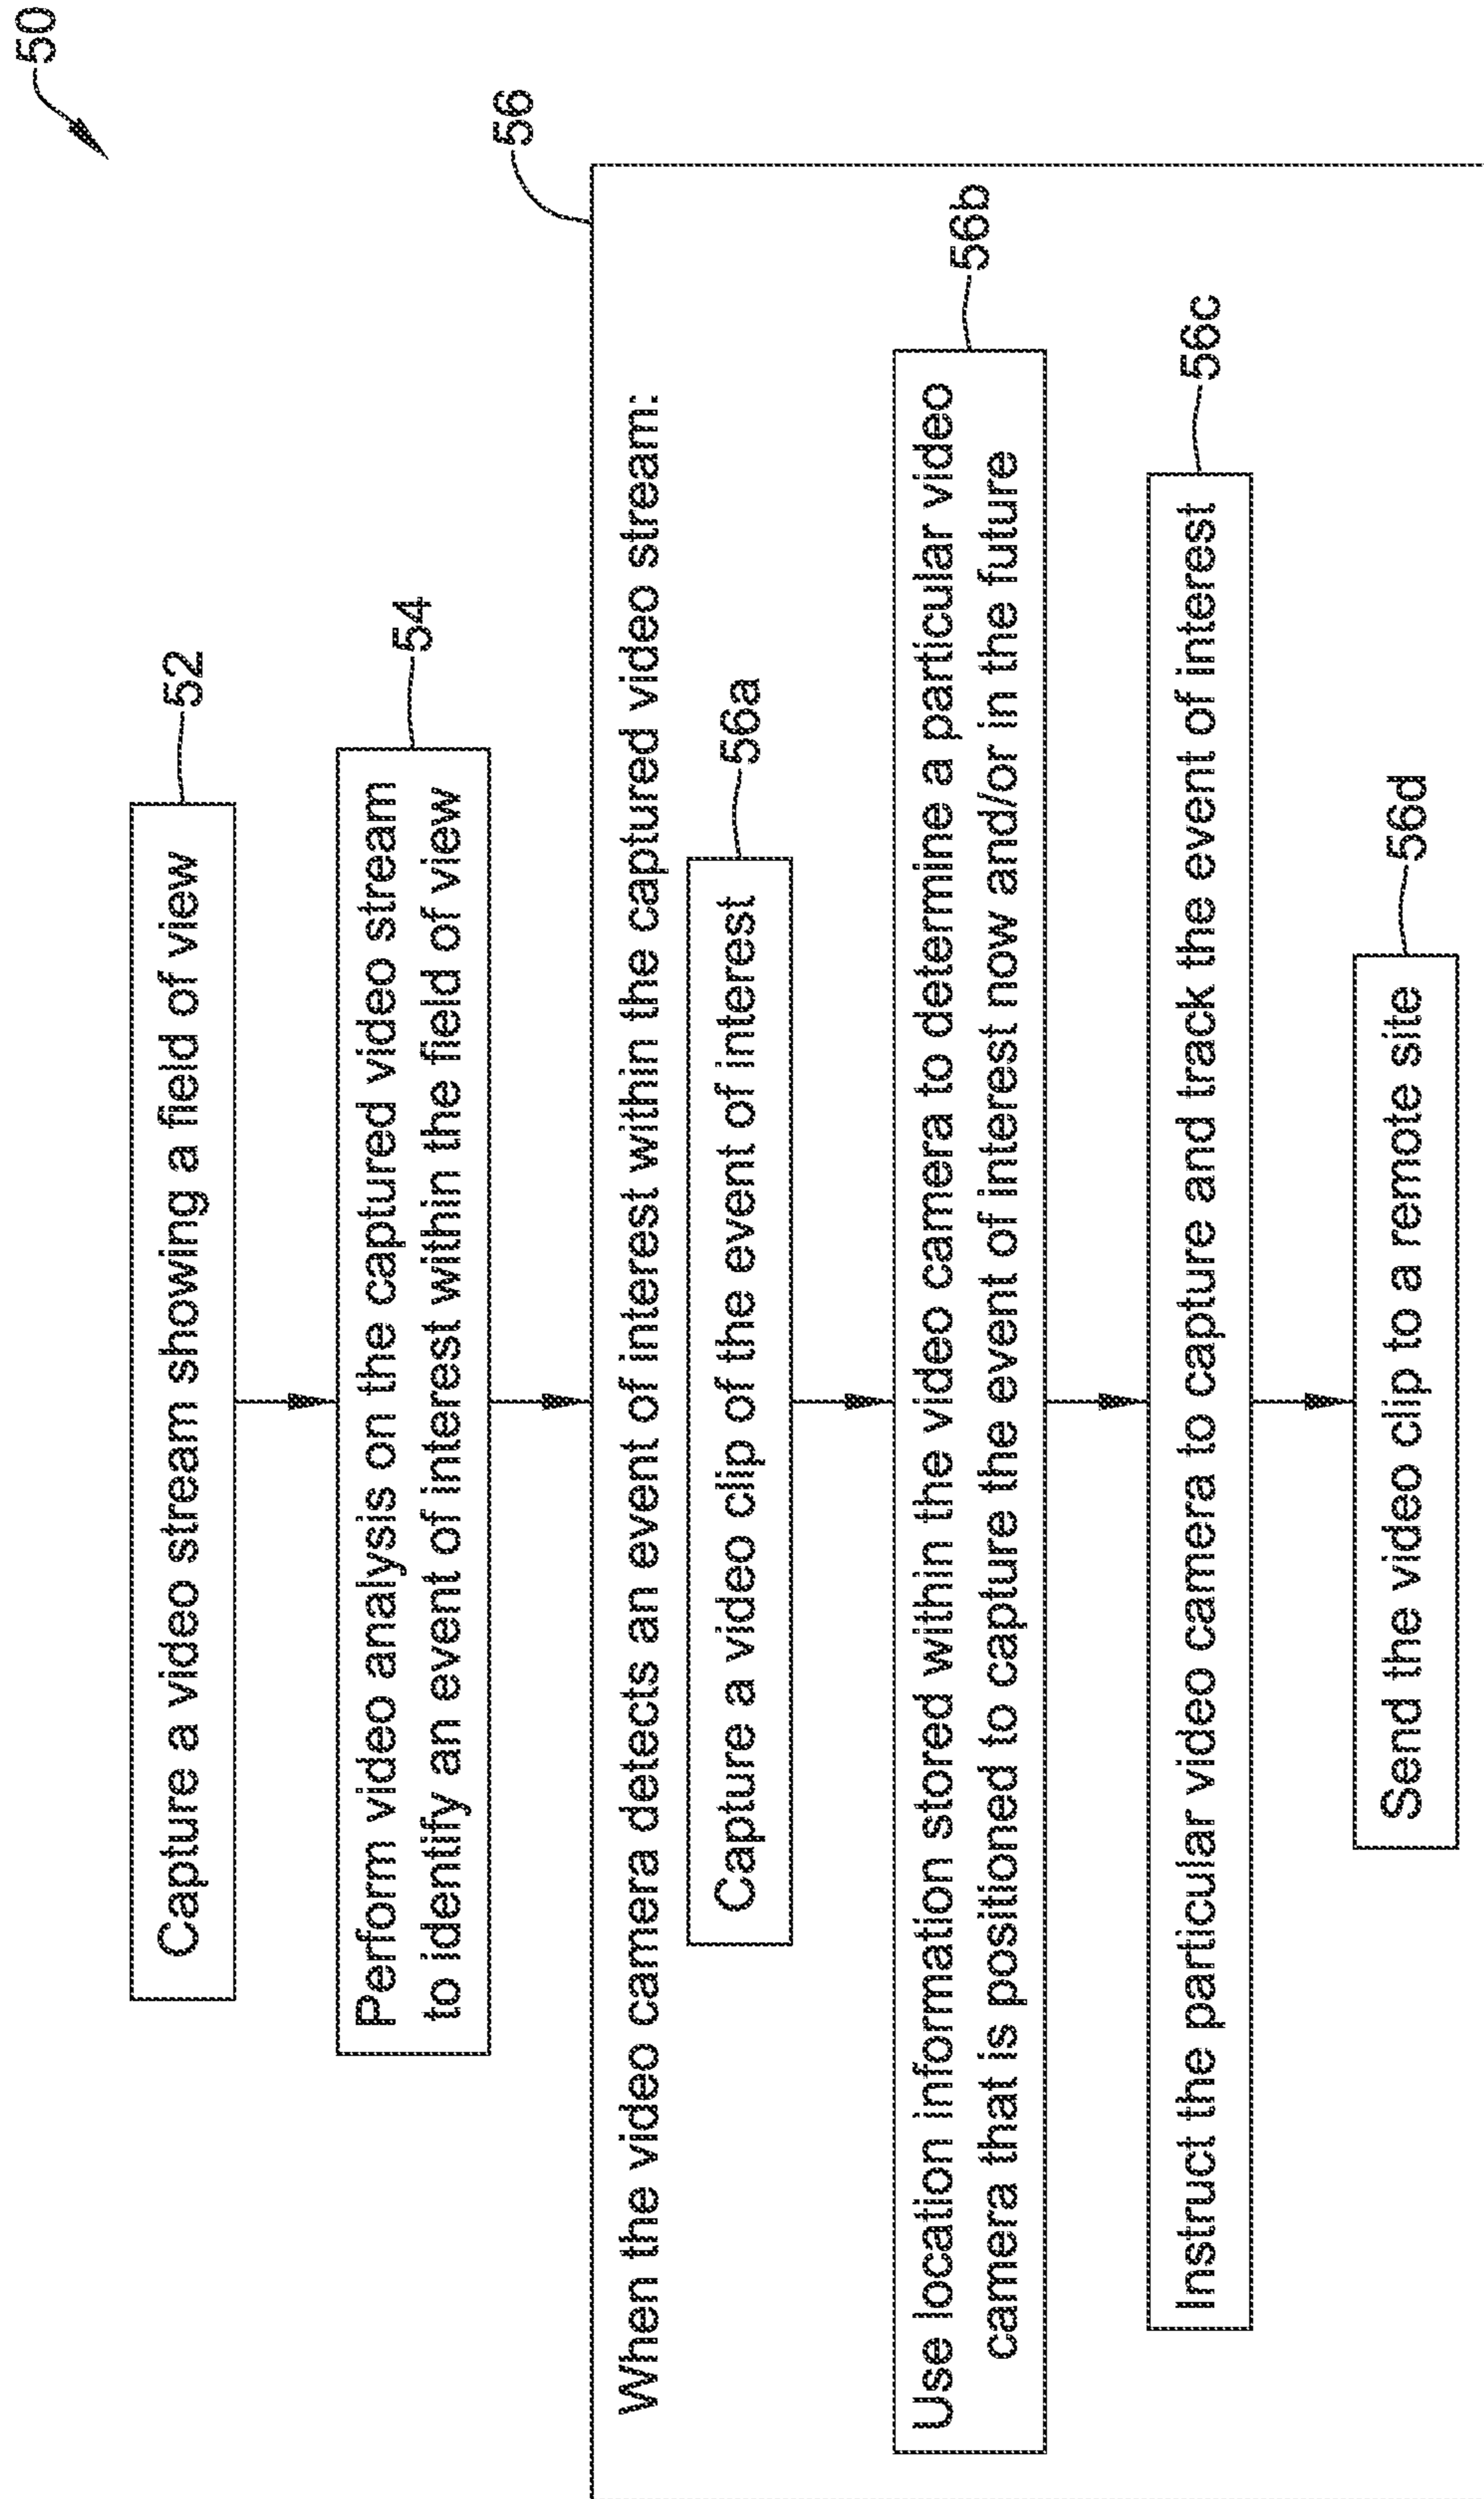 50
Capture a video stream showing a field of view
52
Perform video analysis on the captured video stream
to identify an event of interest within the field of view
54
56
When the video camera detects an event of interest within the captured video stream:
Capture a video clip of the event of interest
56a
Use location information stored within the video camera to determine a particular video
camera that is positioned to capture the event of interest now and/or in the future
56b
Instruct the particular video camera to capture and track the event of interest
56c
Send the video clip to a remote site
56d